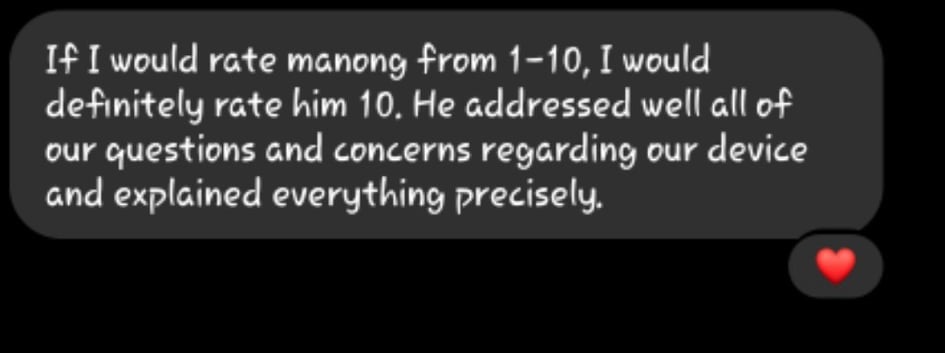 If I would rate manong from 1-10, I would
definitely rate him 10. He addressed well all of
our questions and concerns regarding our device
and explained everything precisely.